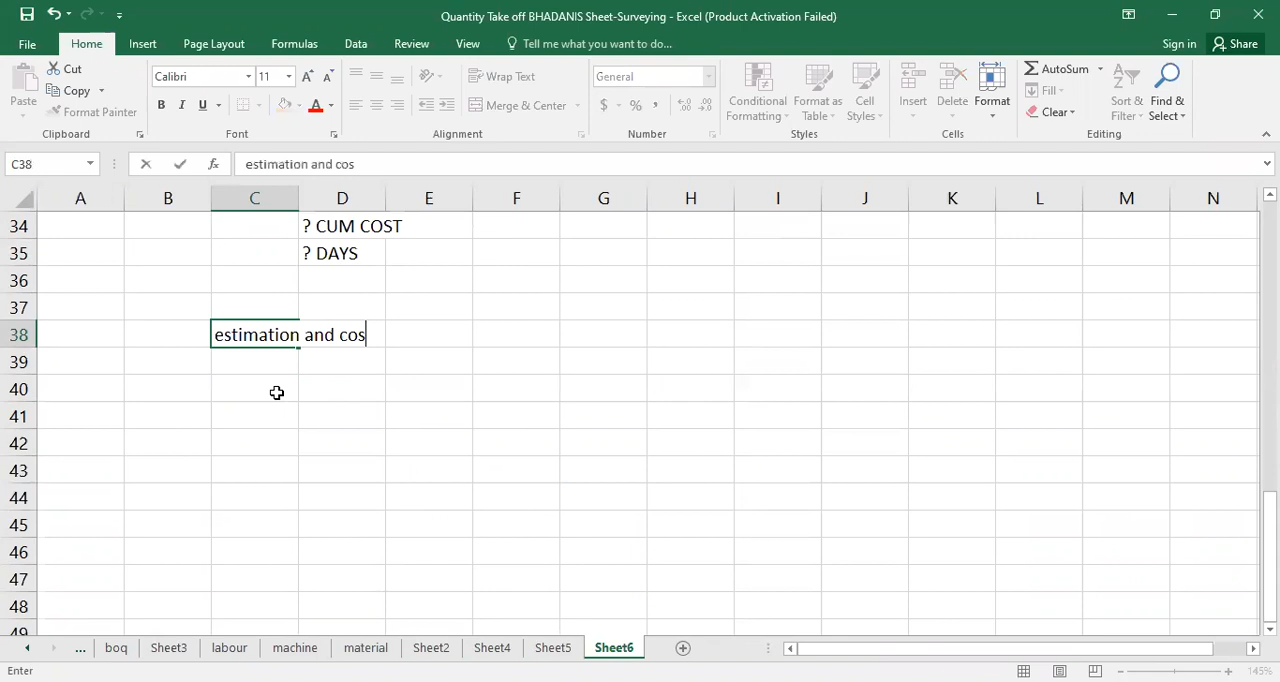 Quantity Take off BHADANIS Sheet-Surveying - Excel (Product Activation Failed)
File Home Insert Page Layout Formulas Data Review View Tell me what you want to do... Sign in Share
Cut
Copy
Format Painter
Paste
Clipboard
Calibri 11
B I U
Font
Wrap Text
Merge & Center
Alignment
General
$ % ,
Number
Conditional Formatting
Format as Table
Cell Styles
Styles
Insert
Delete
Format
Cells
AutoSum
Fill
Clear
Sort & Filter
Find & Select
Editing
C38 fx estimation and cos
A B C D E F G H I J K L M N
34 ? CUM COST
35 ? DAYS
36
37
38 estimation and cos
39
40
41
42
43
44
45
46
47
48
49
... boq Sheet3 labour machine material Sheet2 Sheet4 Sheet5 Sheet6
Enter 145%